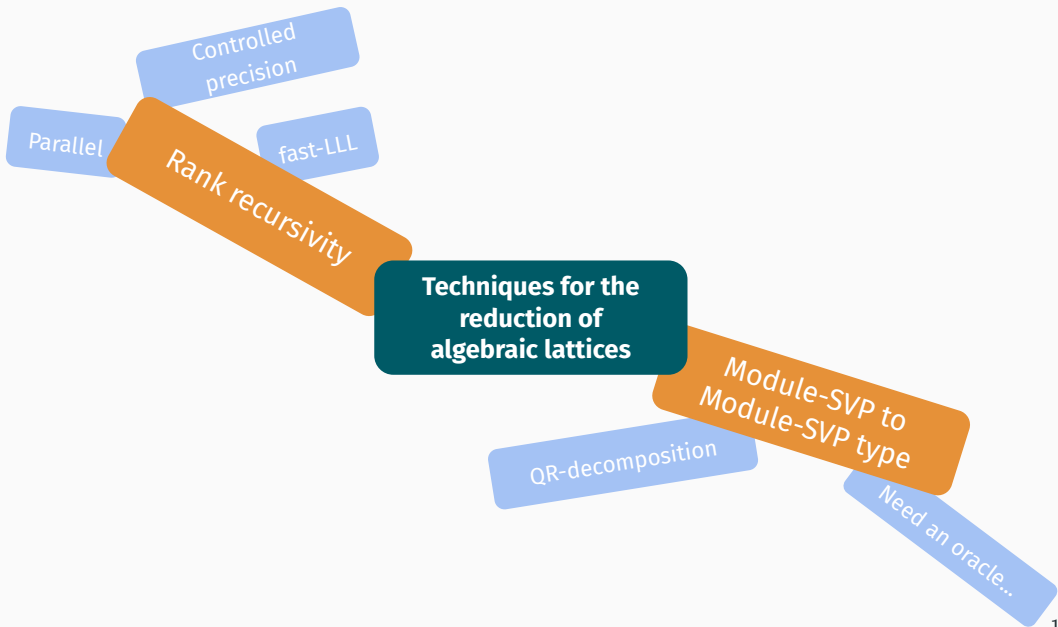 Controlled
precision
Parallel
fast-LLL
Rank recursivity
Techniques for the
reduction of
algebraic lattices
Module-SVP to
Module-SVP type
QR-decomposition
Need an oracle...